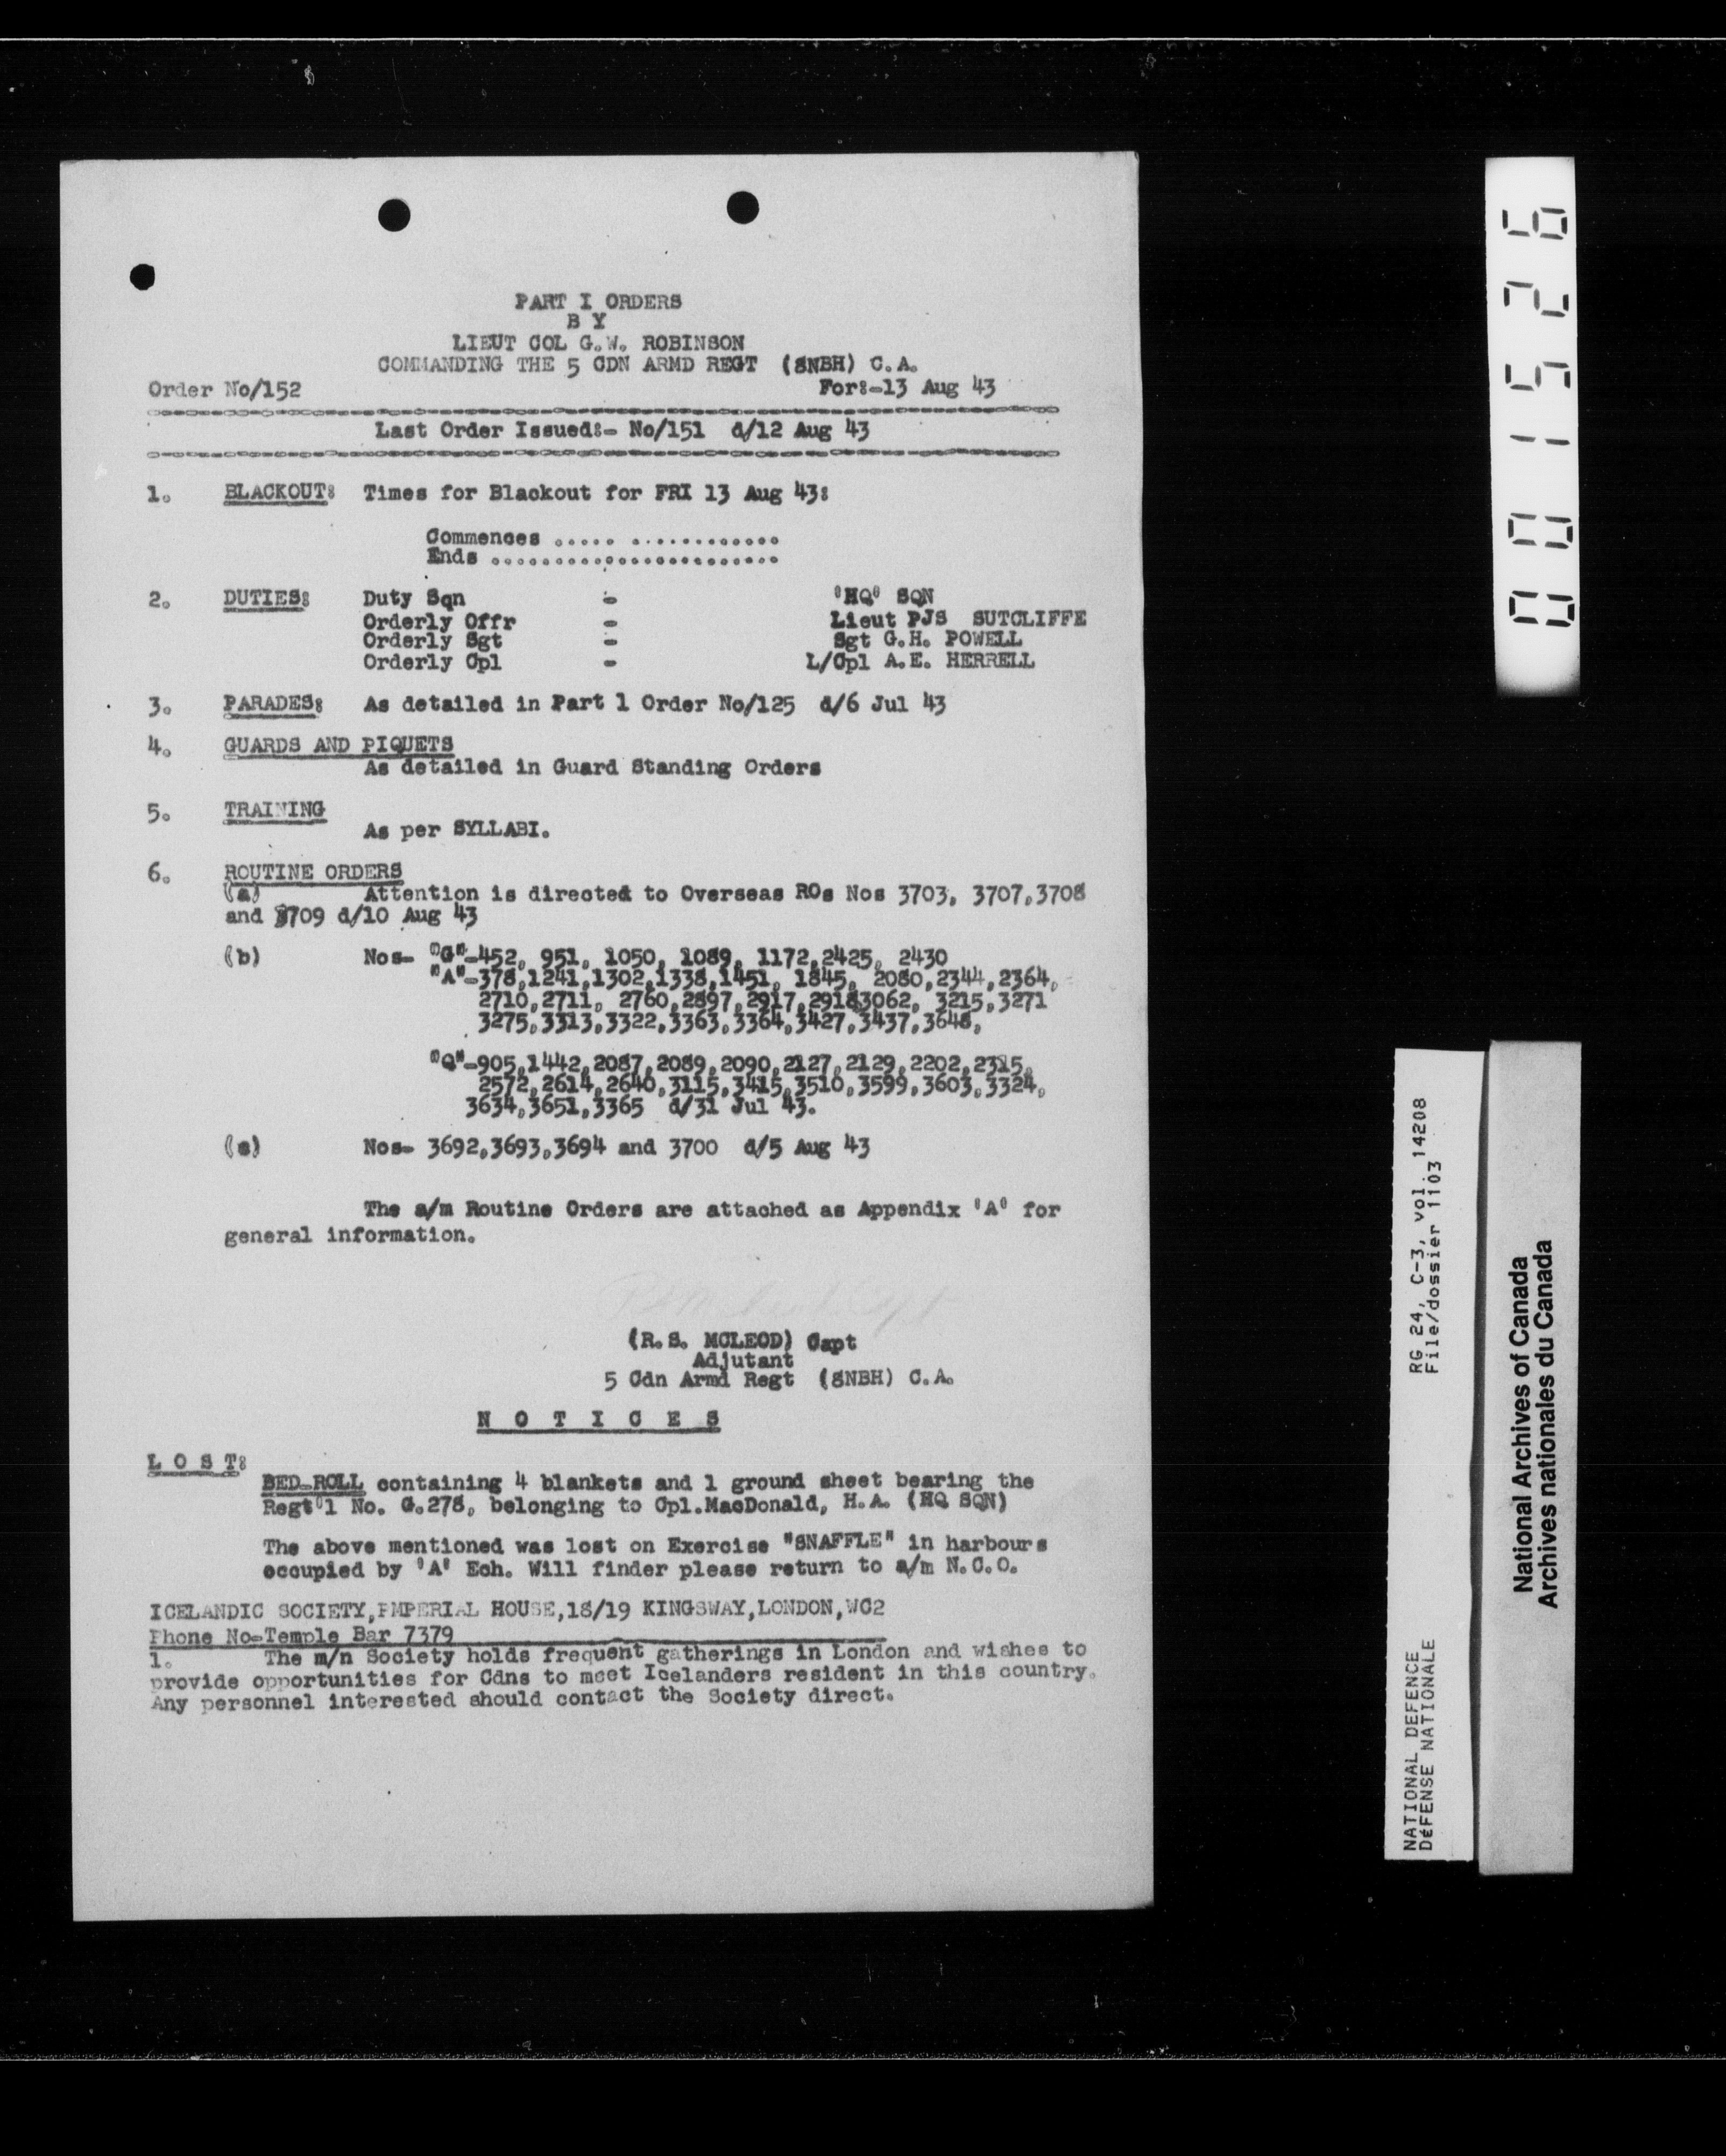 PART I ORDERS
B Y
LIEUT COL G.W. ROBINSON
COMMANDING THE 5 CDN ARMD REGT (8NBH) C.A.
Order No/152 For:-13 Aug 43
Last Order Issued:- No/151 d/12 Aug 43
1. BLACKOUT: Times for Blackout for FRI 13 Aug 43:
Commences ..... ............
Ends .......................
2. DUTIES: Duty Sqn - 'HQ' SQN
Orderly Offr - Lieut PJS SUTCLIFFE
Orderly Sgt - Sgt G.H. POWELL
Orderly Cpl - L/Cpl A.E. HERRELL
3. PARADES: As detailed in Part 1 Order No/125 d/6 Jul 43
4. GUARDS AND PIQUETS
As detailed in Guard Standing Orders
5. TRAINING
As per SYLLABI.
6. ROUTINE ORDERS
(a) Attention is directed to Overseas ROs Nos 3703, 3707,3708
and 3709 d/10 Aug 43
(b) Nos- "G"-452, 951, 1050, 1089, 1172,2425, 2430
"A"-378,1241,1302,1338,1451, 1845, 2080,2344,2364,
2710,2711, 2760,2897,2917,2918,3062, 3215,3271
3275,3313,3322,3363,3364,3427,3437,3648,
"Q"-905,1442,2087,2089,2090,2127,2129,2202,2315,
2572,2614,2640,3115,3415,3510,3599,3603,3324,
3634,3651,3365 d/31 Jul 43.
(c) Nos- 3692,3693,3694 and 3700 d/5 Aug 43
The a/m Routine Orders are attached as Appendix 'A' for
general information.
(R.S. MCLEOD) Capt
Adjutant
5 Cdn Armd Regt (8NBH) C.A.
N O T I C E S
L O S T:
BED-ROLL containing 4 blankets and 1 ground sheet bearing the
Regt'l No. G.278, belonging to Cpl.MacDonald, H.A. (HQ SQN)
The above mentioned was lost on Exercise "SNAFFLE" in harbours
occupied by 'A' Ech. Will finder please return to a/m N.C.O.
ICELANDIC SOCIETY,PMPERIAL HOUSE,18/19 KINGSWAY,LONDON,WC2
Phone No-Temple Bar 7379
1. The m/n Society holds frequent gatherings in London and wishes to
provide opportunities for Cdns to meet Icelanders resident in this country.
Any personnel interested should contact the Society direct.
001526
RG 24, C-3, vol. 14208
File/dossier 1103
NATIONAL DEFENCE
DéFENSE NATIONALE
National Archives of Canada
Archives nationales du Canada